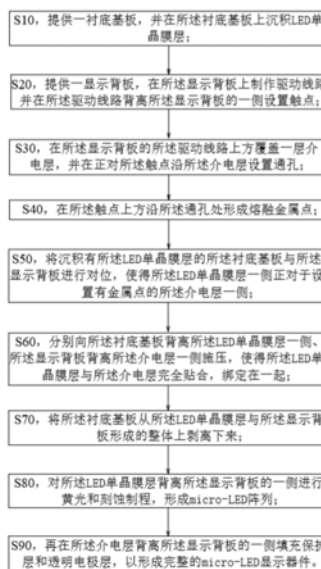 S10，提供一衬底基板，并在所述衬底基板上沉积LED单
晶膜层；
S20，提供一显示背板，在所述显示背板上制作驱动线路
并在所述驱动线路背离所述显示背板的一侧设置触点；
S30，在所述显示背板的所述驱动线路上方覆盖一层介
电层，并在正对所述触点沿所述介电层设置通孔；
S40，在所述触点上方沿所述通孔处形成熔融金属点；
S50，将沉积有所述LED单晶膜层的所述衬底基板与所述
显示背板进行对位，使得所述LED单晶膜层一侧正对于设
置有金属点的所述介电层一侧；
S60，分别向所述衬底基板背离所述LED单晶膜层一侧、
所述显示背板背离所述介电层一侧施压，使得所述LED单
晶膜层与所述介电层完全贴合，绑定在一起；
S70，将所述衬底基板从所述LED单晶膜层与所述显示背
板形成的整体上剥离下来；
S80，对所述LED单晶膜层背离所述显示背板的一侧进行
黄光和刻蚀制程，形成micro-LED阵列；
S90，再在所述介电层背离所述显示背板的一侧填充保护
层和透明电极层，以形成完整的micro-LED显示器件。